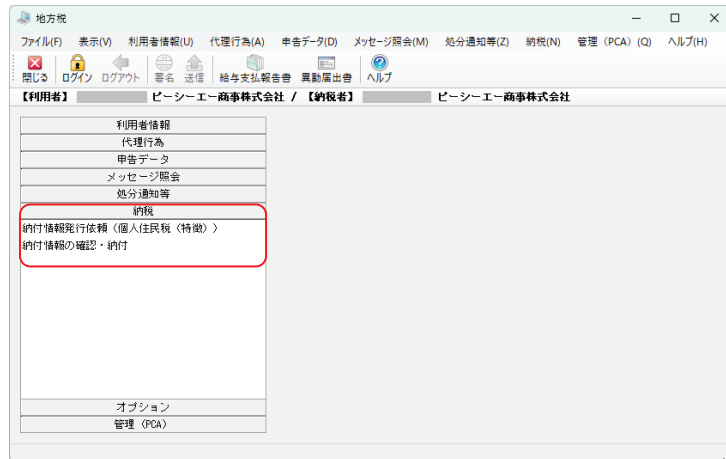 地方税
ファイル(F) 表示(V) 利用者情報(U) 代理行為(A) 申告データ(D) メッセージ照会(M) 処分通知等(Z) 納税(N) 管理（PCA）(Q) ヘルプ(H)
閉じる ログイン ログアウト 署名 送信 給与支払報告書 異動届出書 ヘルプ
【利用者】 ピーシーエー商事株式会社 / 【納税者】 ピーシーエー商事株式会社
利用者情報
代理行為
申告データ
メッセージ照会
処分通知等
納税
納付情報発行依頼（個人住民税（特徴））
納付情報の確認・納付
オプション
管理（PCA）